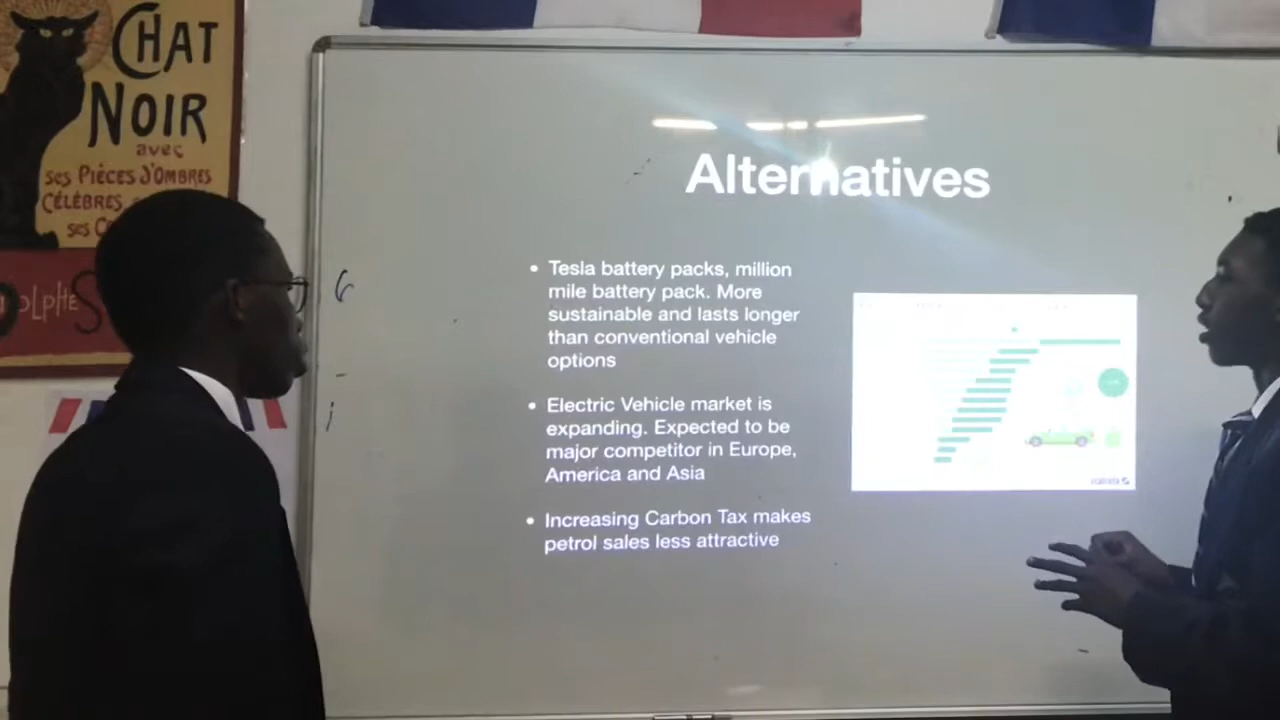 CHAT
NOIR
avec
ses PIÈCES D'OMBRES
CÉLÈBRES
ses
Alternatives
• Tesla battery packs, million
mile battery pack. More
sustainable and lasts longer
than conventional vehicle
options
• Electric Vehicle market is
expanding. Expected to be
major competitor in Europe,
America and Asia
• Increasing Carbon Tax makes
petrol sales less attractive